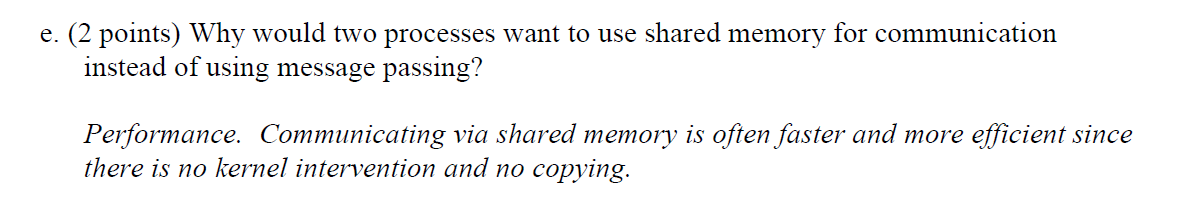 e. (2 points) Why would two processes want to use shared memory for communication
instead of using message passing?
Performance.  Communicating via shared memory is often faster and more efficient since
there is no kernel intervention and no copying.